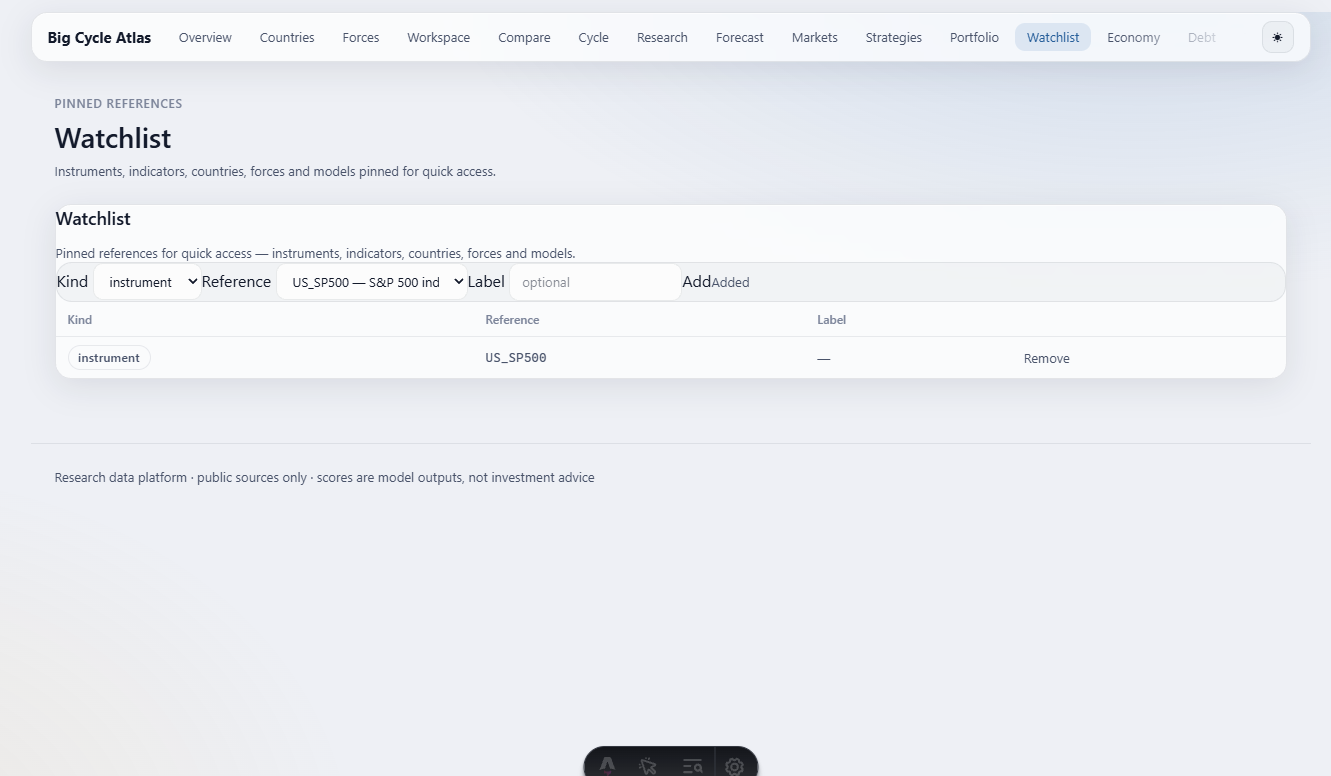 Big Cycle Atlas Overview Countries Forces Workspace Compare Cycle Research Forecast Markets Strategies Portfolio Watchlist Economy Debt
PINNED REFERENCES
Watchlist
Instruments, indicators, countries, forces and models pinned for quick access.
Watchlist
Pinned references for quick access — instruments, indicators, countries, forces and models.
Kind instrument Reference US_SP500 — S&P 500 ind Label optional AddAdded
Kind Reference Label
instrument US_SP500 — Remove
Research data platform · public sources only · scores are model outputs, not investment advice